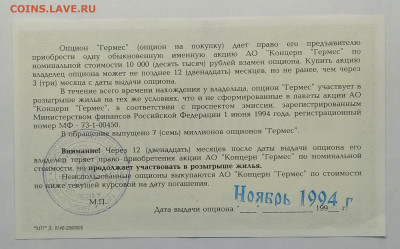 COINS.LAVE.RU
Опцион "Гермес" (опцион на покупку) дает право его предъявителю
приобрести одну обыкновенную именную акцию АО "Концерн "Гермес" по
номинальной стоимости 10 000 (десять тысяч) рублей взамен опциона. Купить акцию
владелец опциона может не позднее 12 (двенадцать) месяцев, но не ранее, чем через
3 (три) месяца с даты выдачи опциона.
В течение всего времени нахождения у владельца, опцион "Гермес" участвует в
розыгрыше жилья на тех же условиях, что и не сформированные в пакеты акции АО
"Концерн "Гермес", в соответствии с проспектом эмиссии, зарегистрированным
Министерством финансов Российской Федерации 1 июня 1994 года, регистрационный
номер МФ - 73-1-00450.
В обращение выпущено 7 (семь) миллионов опционов "Гермес".
Внимание! Через 12 (двенадцать) месяцев после даты выдачи опциона его
владелец теряет право приобретения акции АО "Концерн "Гермес" по номинальной
стоимости, но продолжает участвовать в розыгрыше жилья.
Неиспользованные опционы выкупаются АО "Концерн "Гермес" по стоимости
не ниже текущей курсовой на дату погашения.
М.П.
Ноябрь 1994 г
Дата выдачи опциона "___" ________ 199__ г.